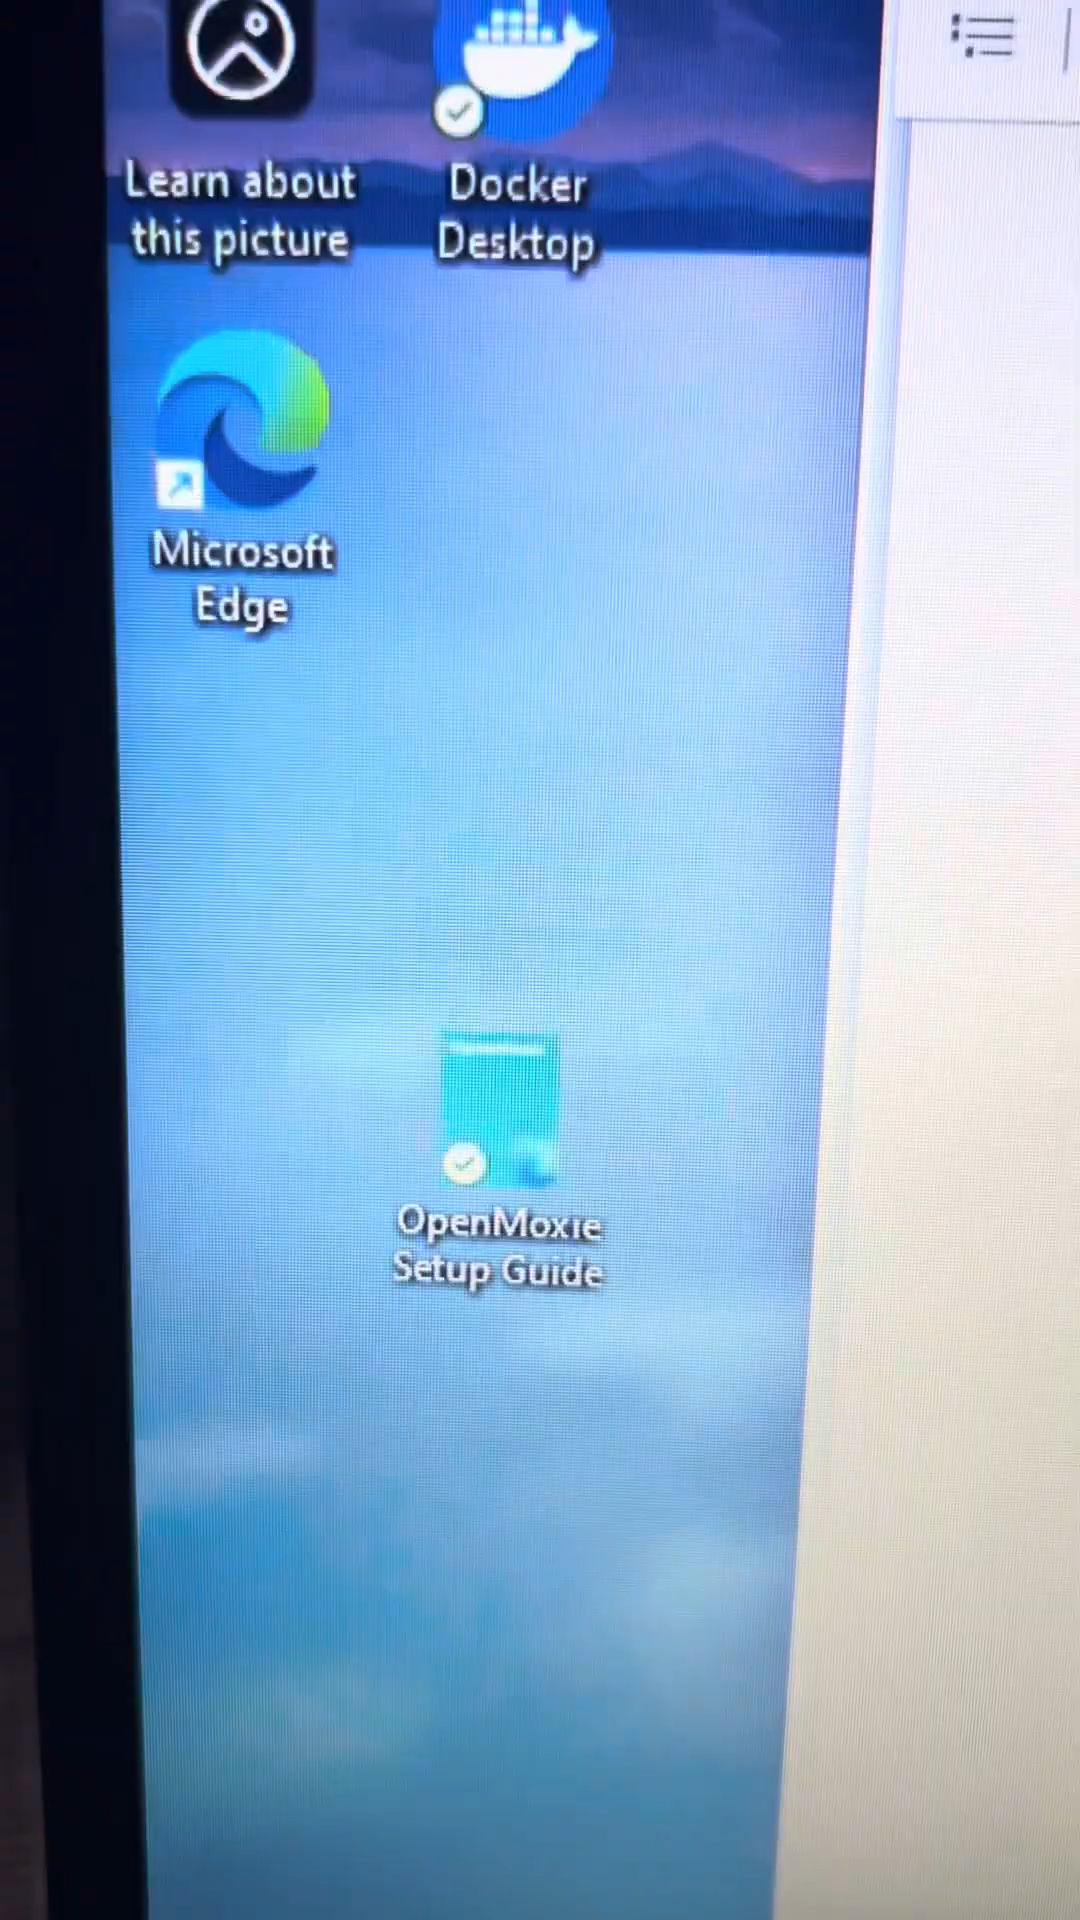 Learn about
this picture
Docker
Desktop
Microsoft
Edge
OpenMoxie
Setup Guide